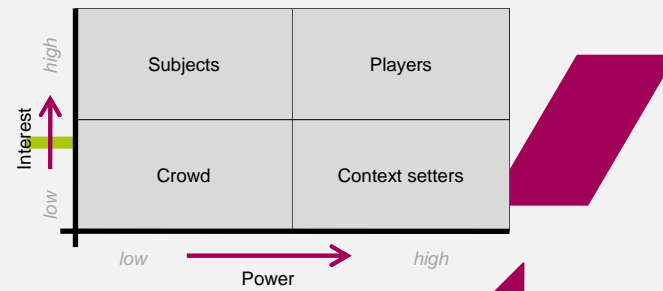 high
Subjects
Players
Interest
Crowd
Context setters
low
low
high
Power